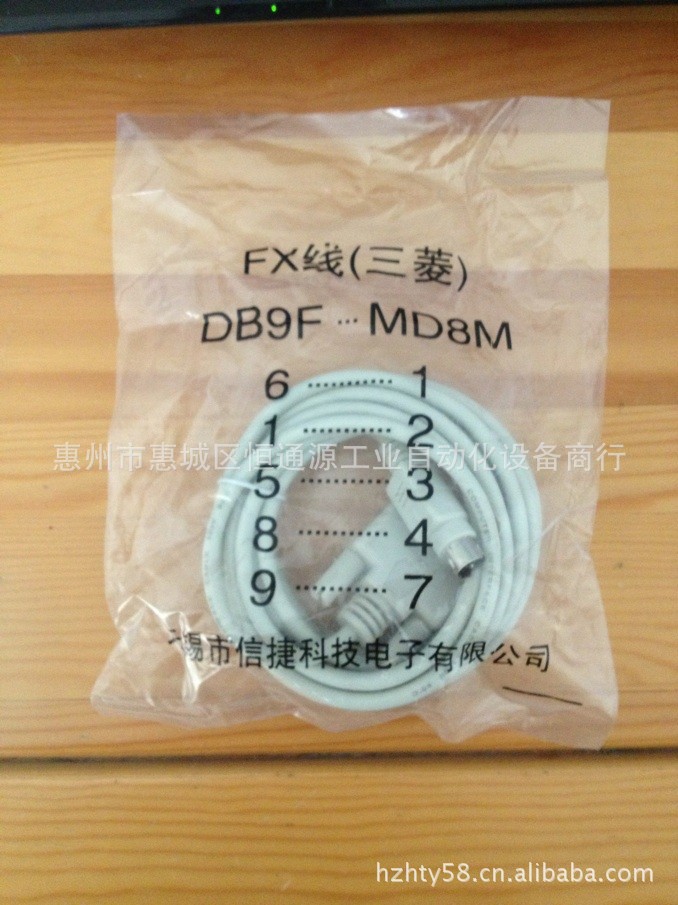 FX线(三菱)
DB9F ... MD8M
6 ........... 1
1 ........... 2
惠州市惠城区恒通源工业自动化设备商行
5 ........... 3
8 ........... 4
9 ........... 7
锡市信捷科技电子有限公司
hzhty58.cn.alibaba.com